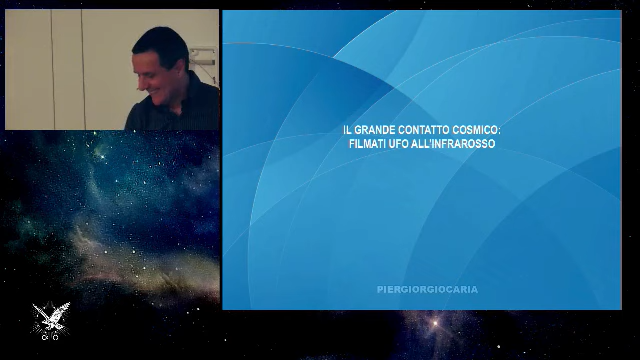 IL GRANDE CONTATTO COSMICO:
FILMATI UFO ALL'INFRAROSSO
PIERGIORGIOCARIA